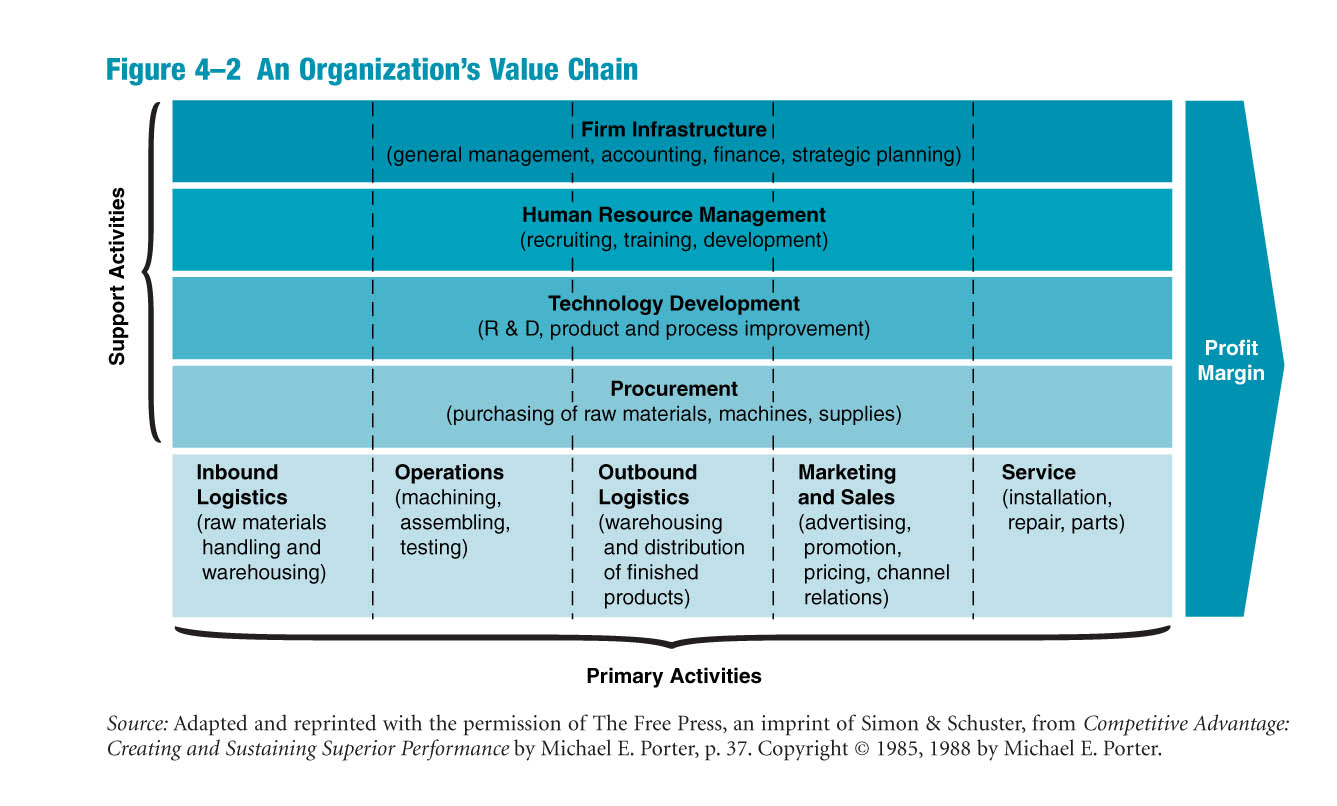 Figure 4–2 An Organization's Value Chain
Support Activities
Firm Infrastructure
(general management, accounting, finance, strategic planning)
Human Resource Management
(recruiting, training, development)
Technology Development
(R & D, product and process improvement)
Procurement
(purchasing of raw materials, machines, supplies)
Inbound
Logistics
(raw materials
handling and
warehousing)
Operations
(machining,
assembling,
testing)
Outbound
Logistics
(warehousing
and distribution
of finished
products)
Marketing
and Sales
(advertising,
promotion,
pricing, channel
relations)
Service
(installation,
repair, parts)
Profit
Margin
Primary Activities
Source: Adapted and reprinted with the permission of The Free Press, an imprint of Simon & Schuster, from Competitive Advantage:
Creating and Sustaining Superior Performance by Michael E. Porter, p. 37. Copyright © 1985, 1988 by Michael E. Porter.